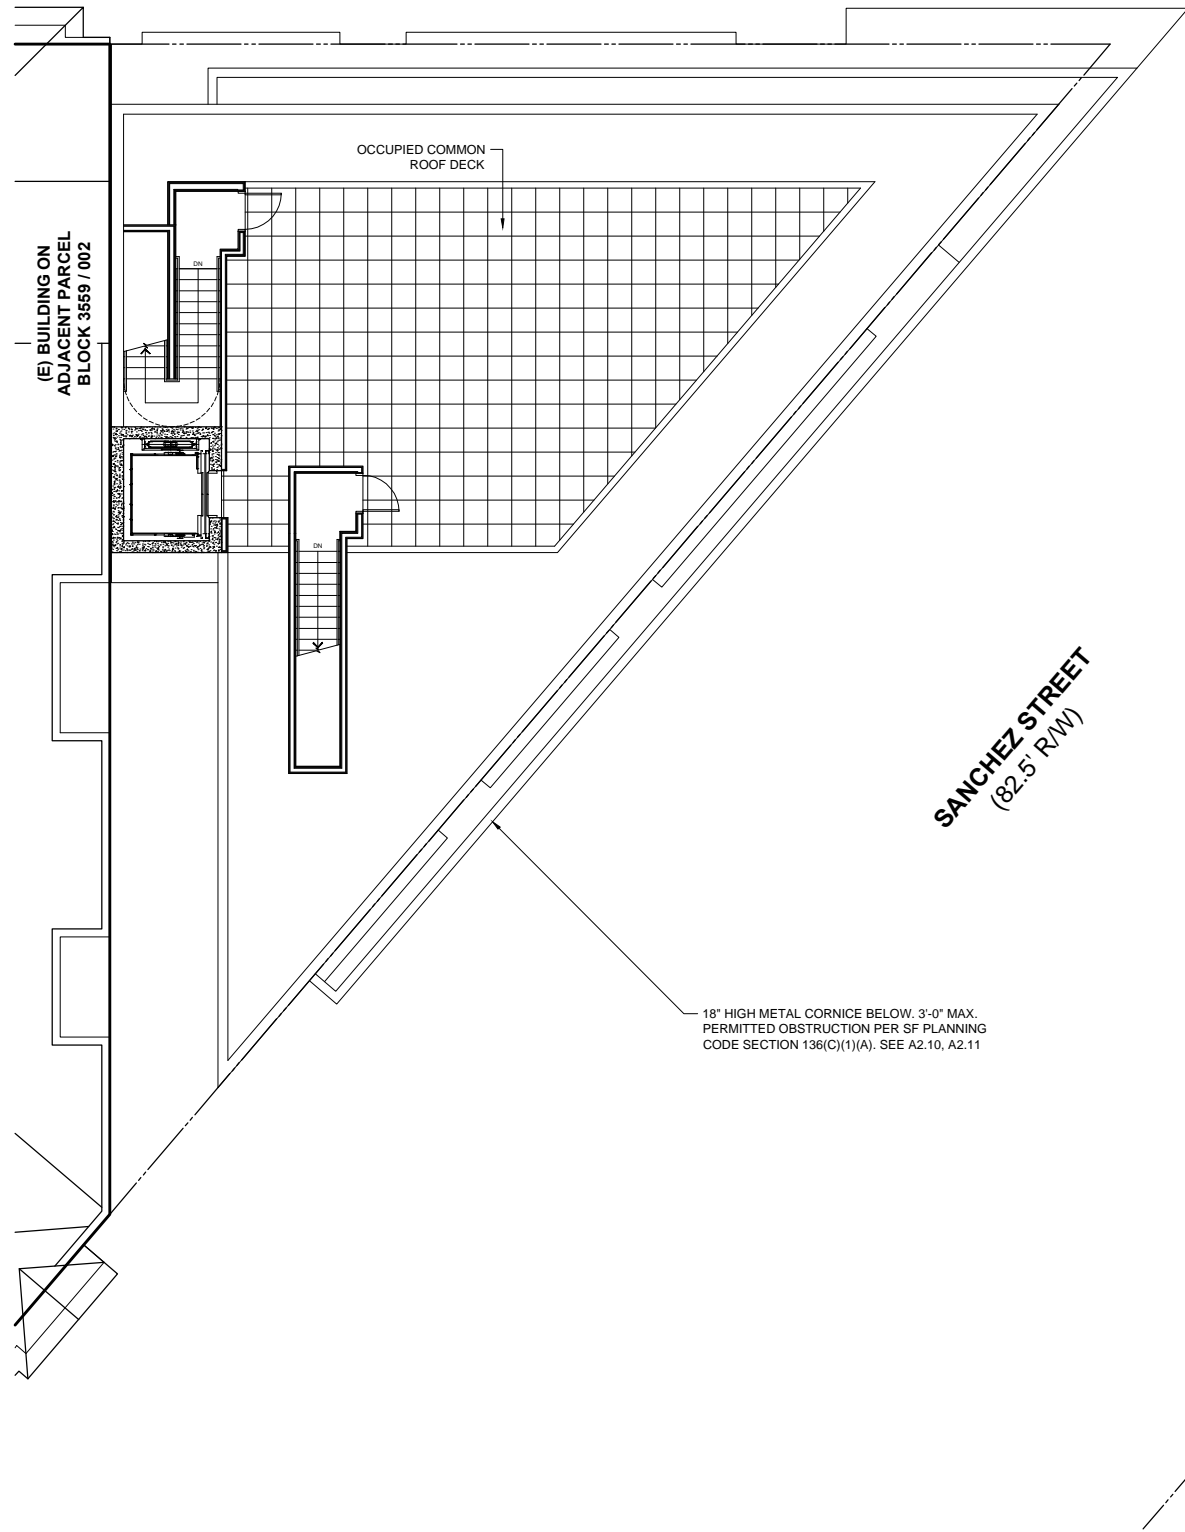 OCCUPIED COMMON
ROOF DECK
(E) BUILDING ON
ADJACENT PARCEL
BLOCK 3559 / 002
DN
DN
SANCHEZ STREET
(82.5' R/W)
18" HIGH METAL CORNICE BELOW. 3'-0" MAX.
PERMITTED OBSTRUCTION PER SF PLANNING
CODE SECTION 136(C)(1)(A). SEE A2.10, A2.11